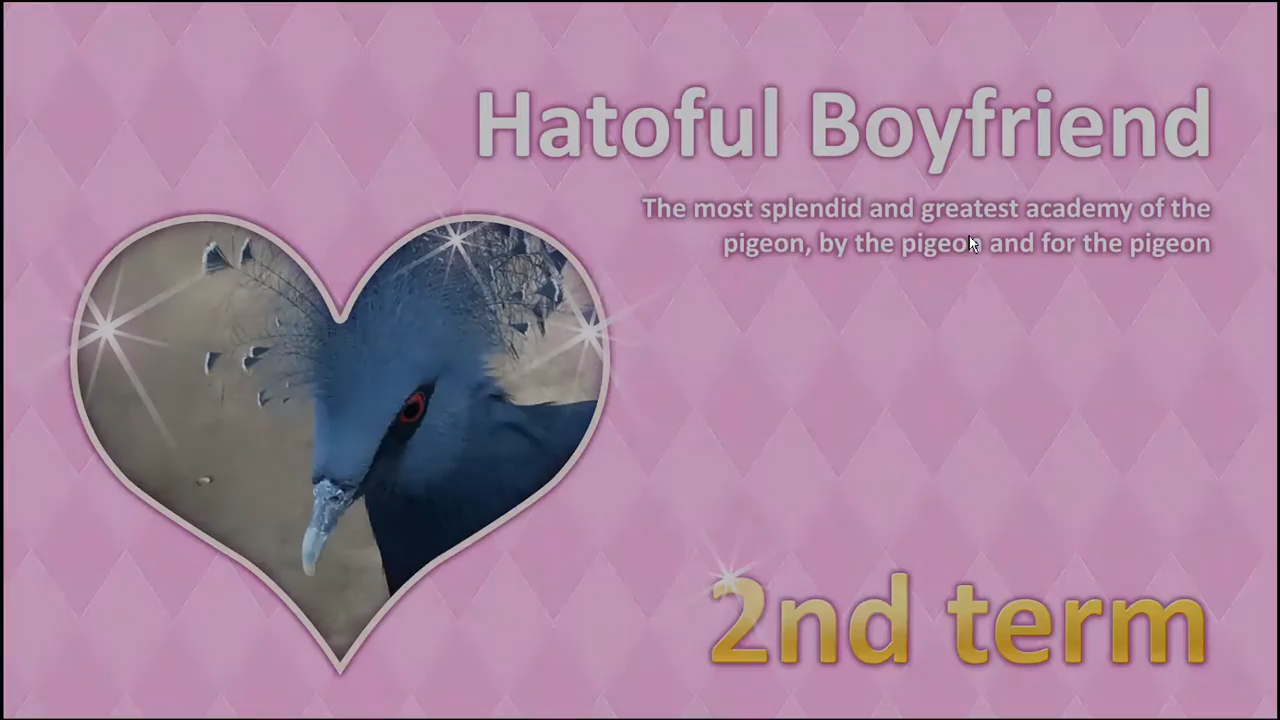 Hatoful Boyfriend
The most splendid and greatest academy of the
pigeon, by the pigeon and for the pigeon
2nd term